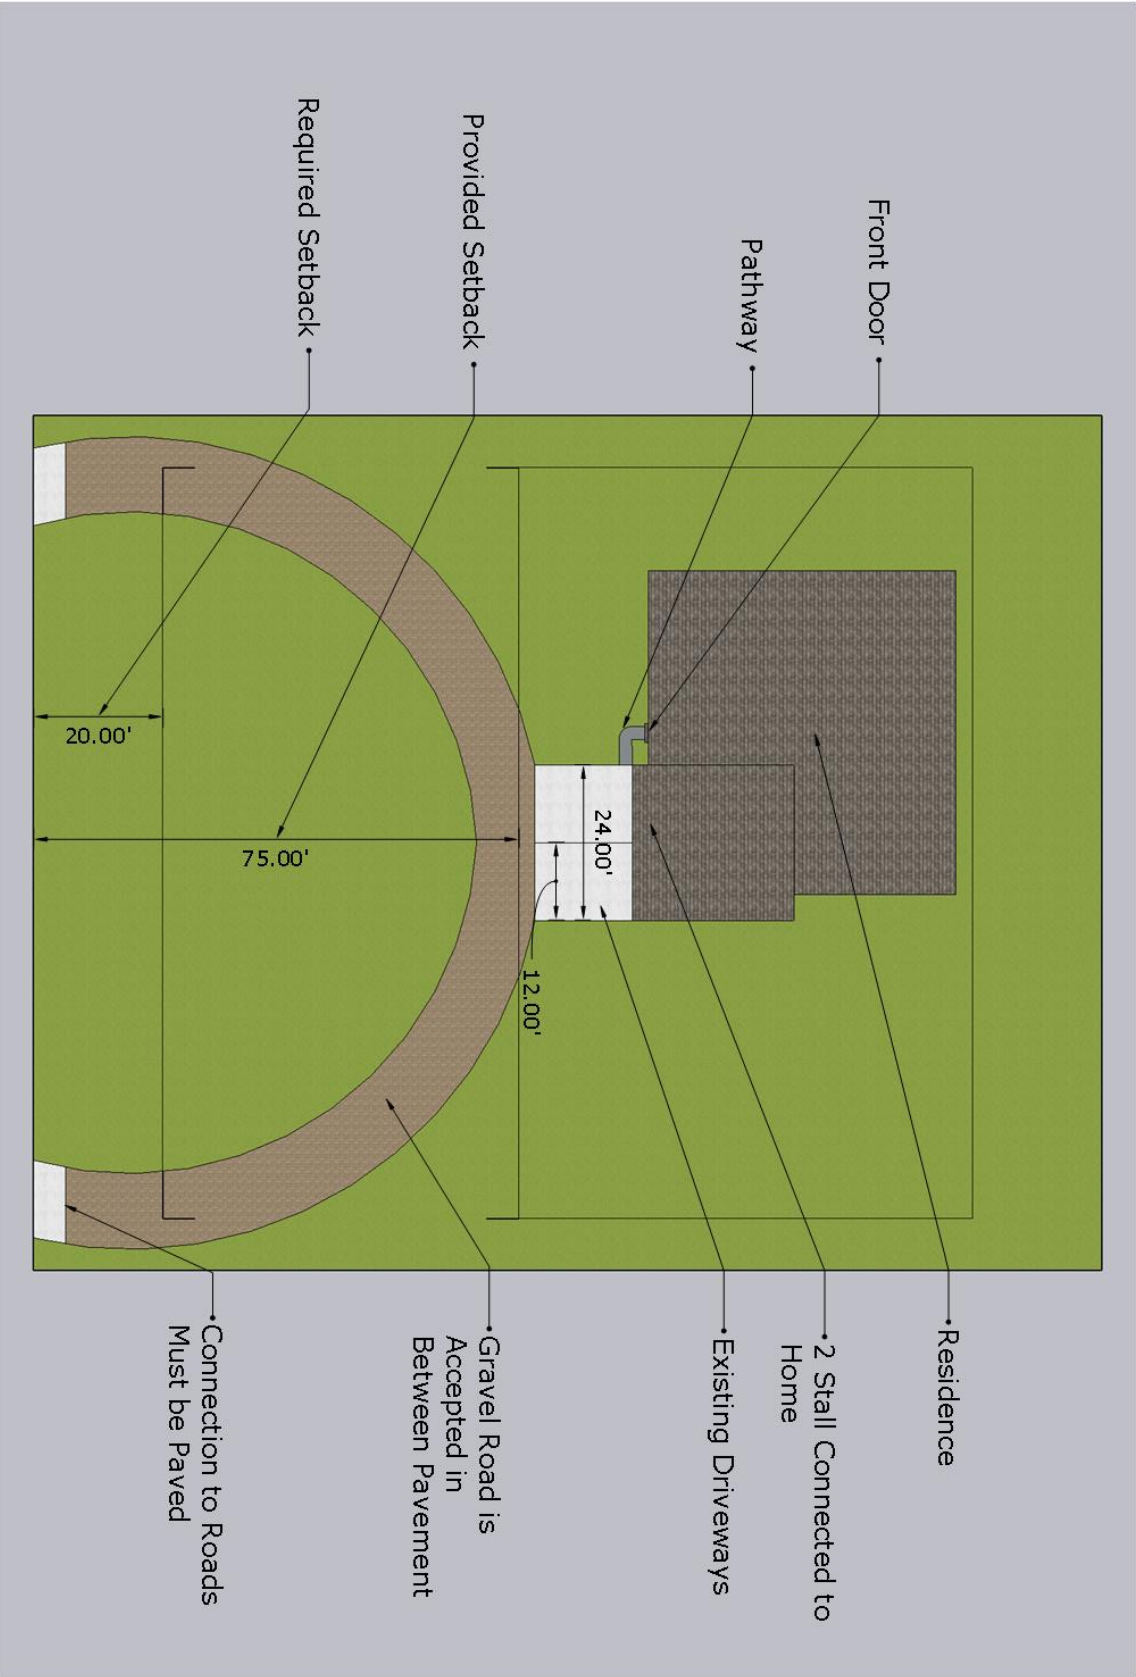 Residence
2 Stall Connected to
Home
Existing Driveways
Gravel Road is
Accepted in
Between Pavement
Connection to Roads
Must be Paved
Front Door
Pathway
Provided Setback
Required Setback
24.00'
12.00'
75.00'
20.00'